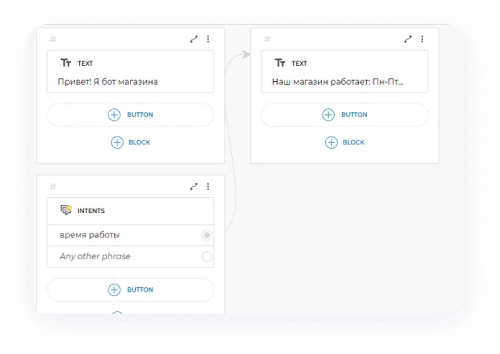 #
TEXT
Привет! Я бот магазина
BUTTON
BLOCK
#
TEXT
Наш магазин работает: Пн-Пт...
BUTTON
BLOCK
#
INTENTS
время работы
Any other phrase
BUTTON